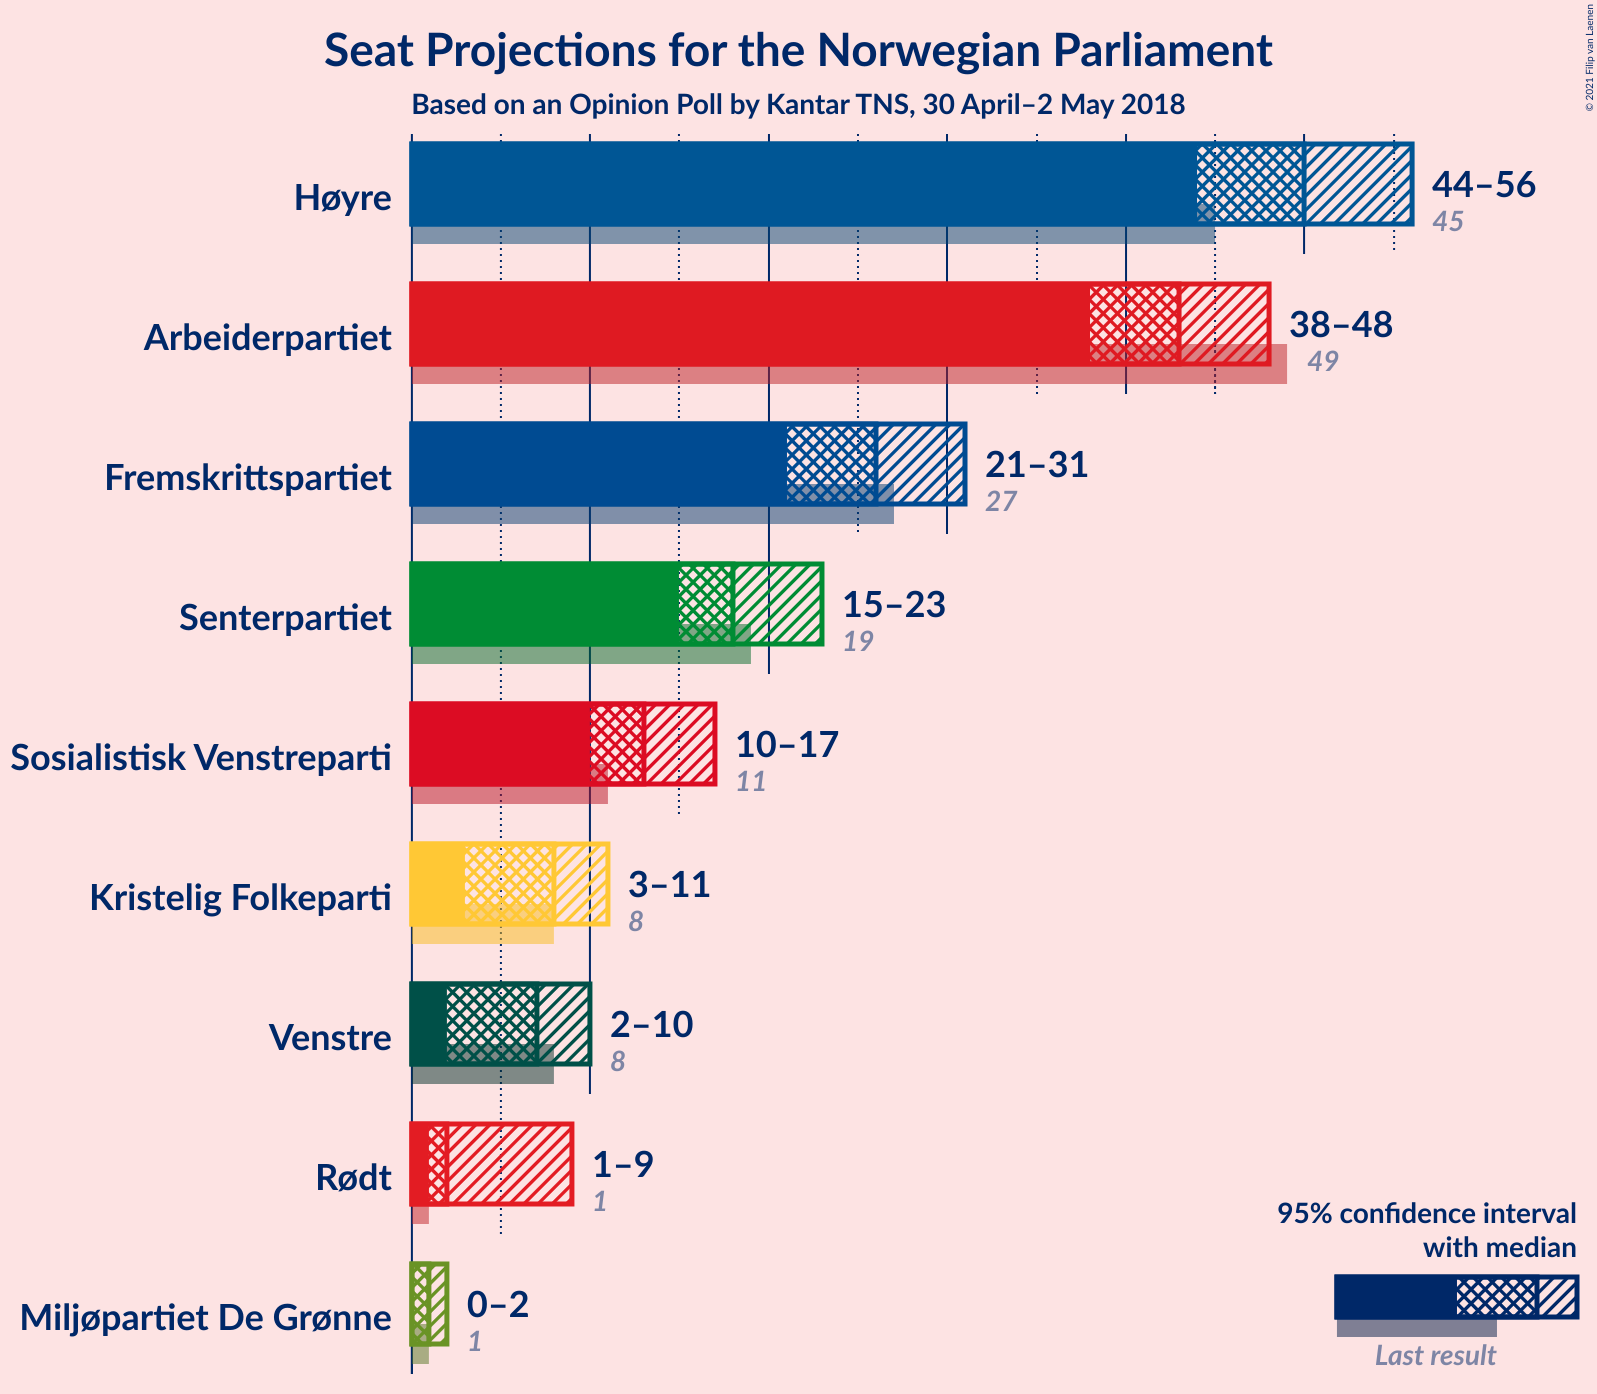 Seat Projections for the Norwegian Parliament
Based on an Opinion Poll by Kantar TNS, 30 April–2 May 2018
© 2021 Filip van Laenen
Høyre
44–56
45
Arbeiderpartiet
38–48
49
Fremskrittspartiet
21–31
27
Senterpartiet
15–23
19
Sosialistisk Venstreparti
10–17
11
Kristelig Folkeparti
3–11
8
Venstre
2–10
8
Rødt
1–9
1
Miljøpartiet De Grønne
0–2
1
95% confidence interval
with median
Last result